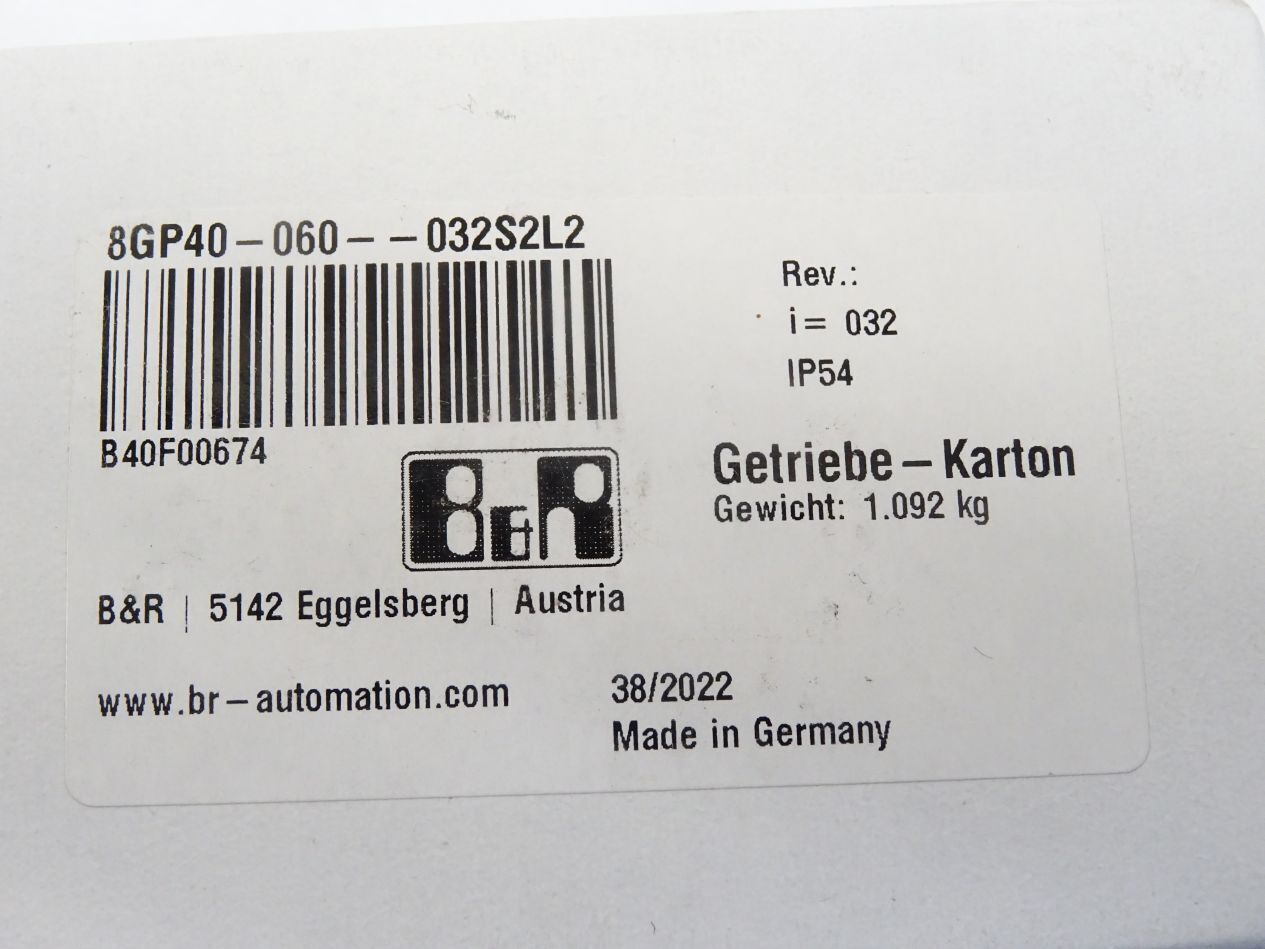 8GP40-060--032S2L2
B40F00674
B&R
B&R | 5142 Eggelsberg | Austria
www.br-automation.com
Rev.:
i= 032
IP54
Getriebe-Karton
Gewicht: 1.092 kg
38/2022
Made in Germany